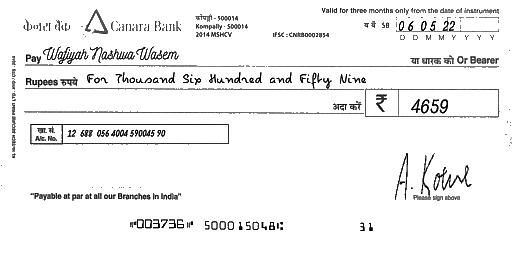 Valid for three months only from the date of instrument
केनरा बैंक Canara Bank
कोंपल्ली - 500014
Kompally - 500014
2014 MSHCV
IFSC : CNRB0002854
SB 06 05 22
D D M M Y Y Y Y
Pay Wafiyah Nashwa Wasem या धारक को Or Bearer
Rupees रुपये For Thousand Six Hundred and Fifty Nine
अदा करें ₹ 4659
खा. सं.
A/c. No. 12 688 056 4004 590045 90
A. Kohli
Please sign above
"Payable at par at all our Branches in India"
⑈003736⑈ 500015048⑆ 31